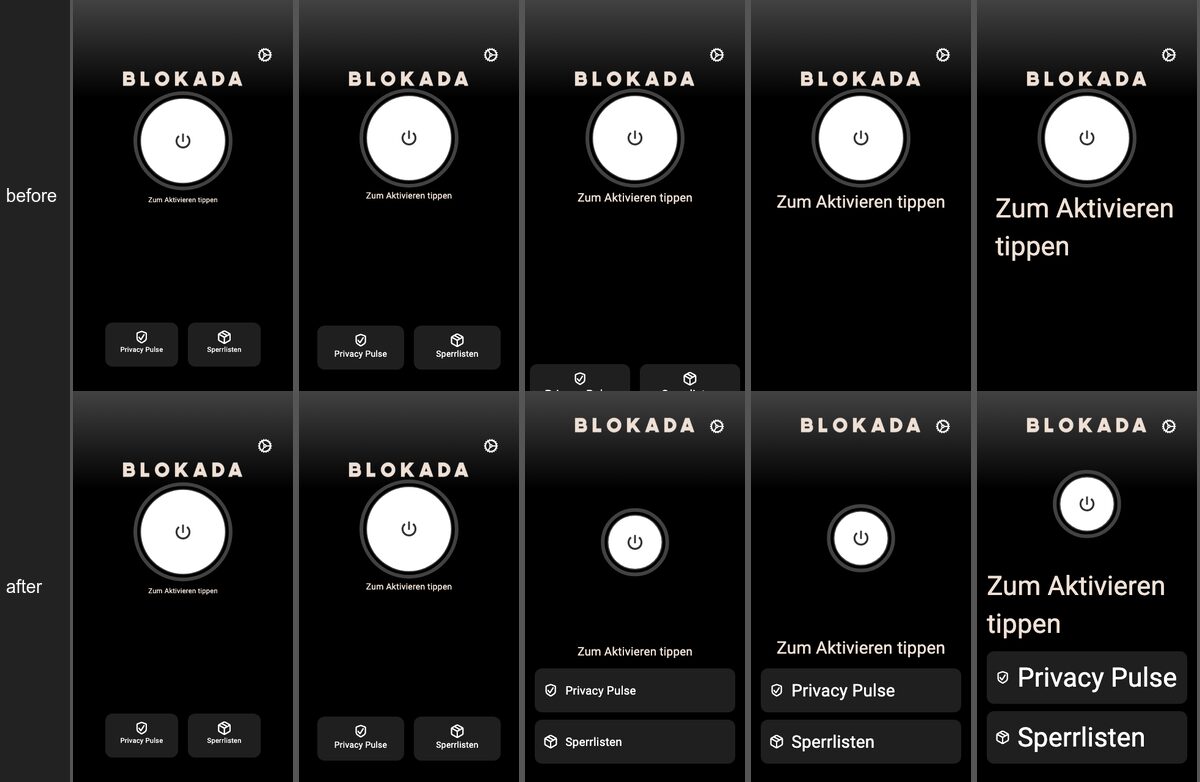 before
BLOKADA
Zum Aktivieren tippen
Privacy Pulse
Sperrlisten
BLOKADA
Zum Aktivieren tippen
Privacy Pulse
Sperrlisten
BLOKADA
Zum Aktivieren tippen
BLOKADA
Zum Aktivieren tippen
BLOKADA
Zum Aktivieren
tippen
after
BLOKADA
Zum Aktivieren tippen
Privacy Pulse
Sperrlisten
BLOKADA
Zum Aktivieren tippen
Privacy Pulse
Sperrlisten
BLOKADA
Zum Aktivieren tippen
Privacy Pulse
Sperrlisten
BLOKADA
Zum Aktivieren tippen
Privacy Pulse
Sperrlisten
BLOKADA
Zum Aktivieren
tippen
Privacy Pulse
Sperrlisten